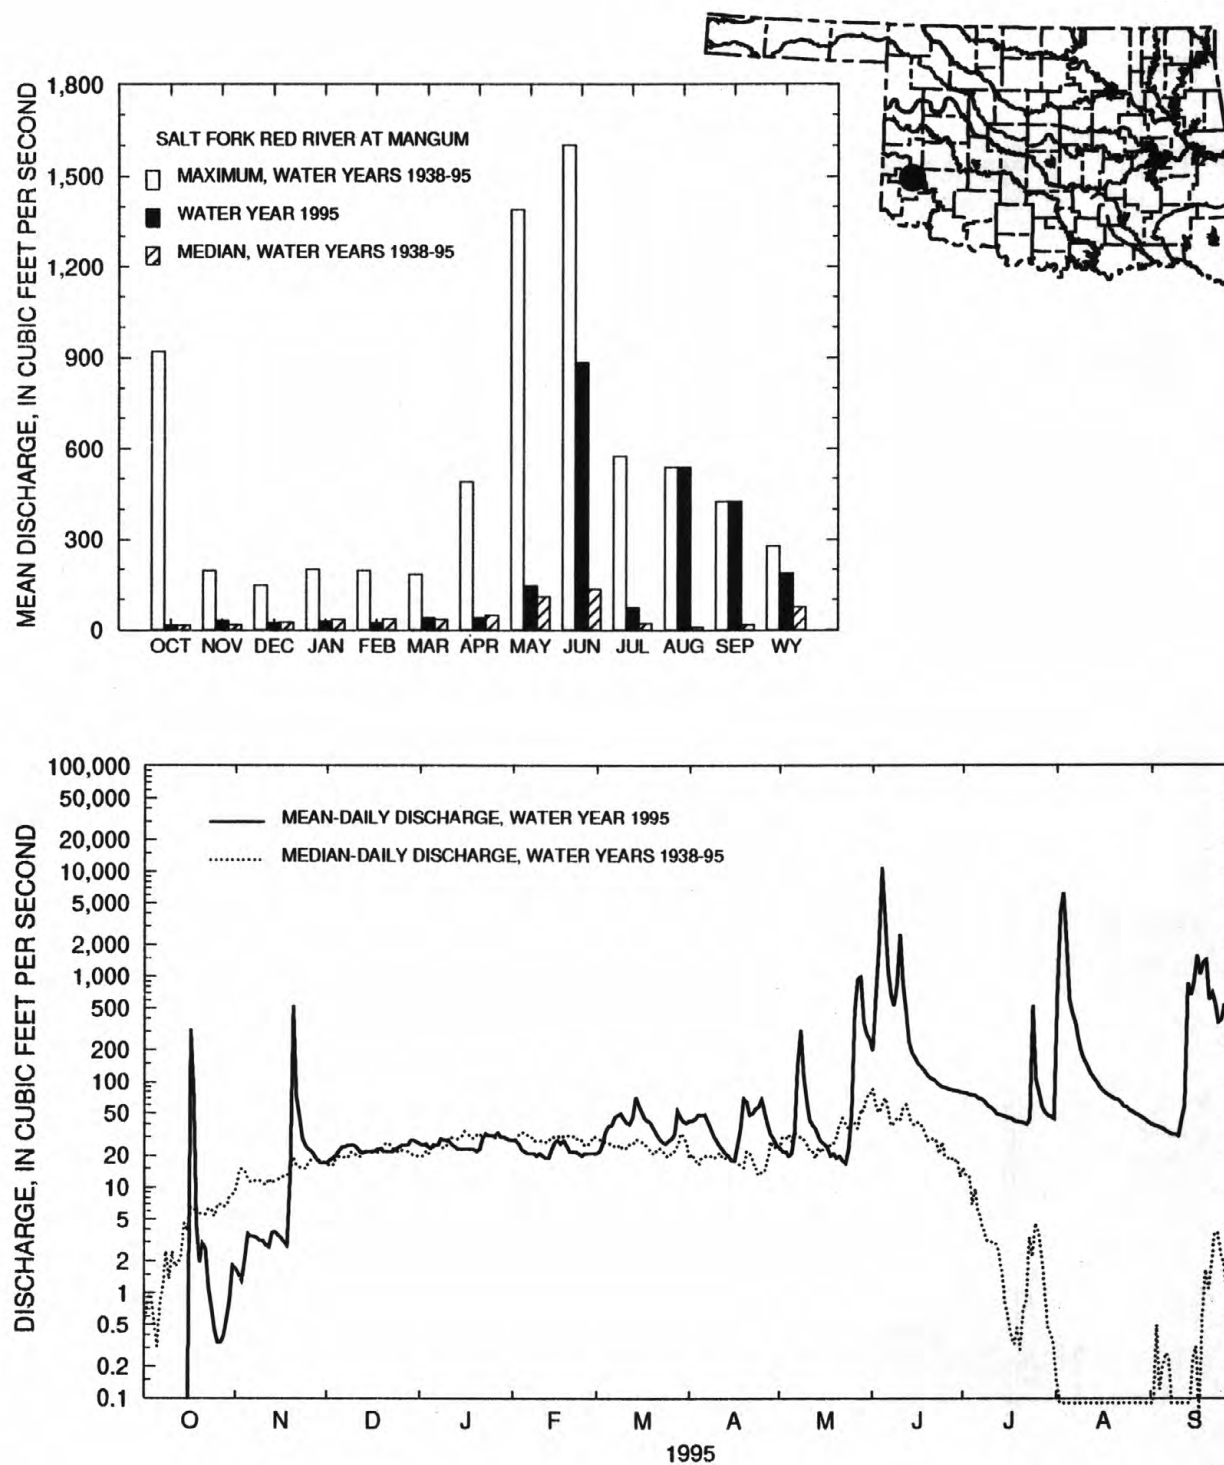 MEAN DISCHARGE, IN CUBIC FEET PER SECOND
1,800
1,500
1,200
900
600
300
0
SALT FORK RED RIVER AT MANGUM
MAXIMUM, WATER YEARS 1938-95
WATER YEAR 1995
MEDIAN, WATER YEARS 1938-95
OCT NOV DEC JAN FEB MAR APR MAY JUN JUL AUG SEP WY
DISCHARGE, IN CUBIC FEET PER SECOND
100,000
50,000
20,000
10,000
5,000
2,000
1,000
500
200
100
50
20
10
5
2
1
0.5
0.2
0.1
MEAN-DAILY DISCHARGE, WATER YEAR 1995
MEDIAN-DAILY DISCHARGE, WATER YEARS 1938-95
O N D J F M A M J J A S
1995